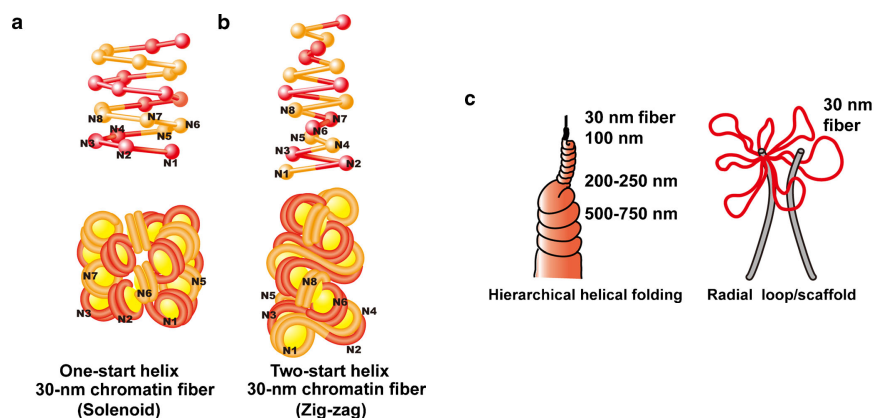 a
N8
N7
N6
N4
N5
N3
N2
N1
N7
N5
N6
N3
N2
N1
One-start helix
30-nm chromatin fiber
(Solenoid)
b
N8
N7
N6
N5
N4
N3
N2
N1
N8
N5
N6
N4
N3
N1
N2
Two-start helix
30-nm chromatin fiber
(Zig-zag)
c
30 nm fiber
100 nm
200-250 nm
500-750 nm
Hierarchical helical folding
30 nm
fiber
Radial loop/scaffold